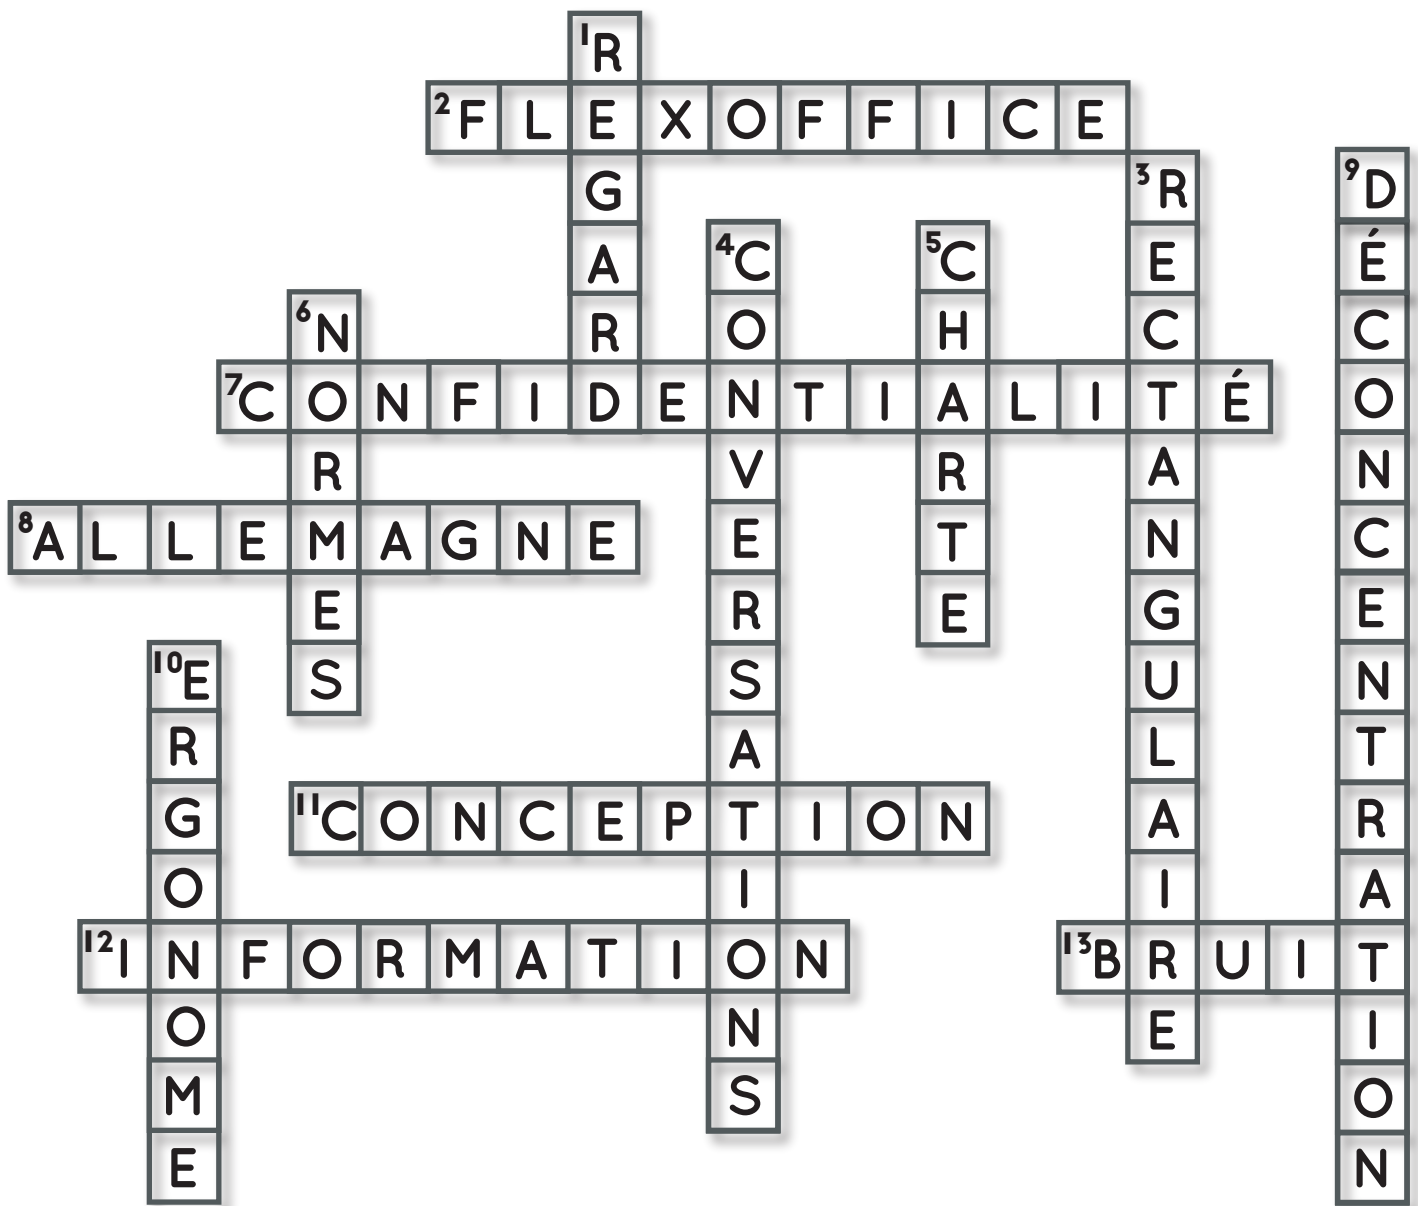 1 REGARD
2 FLEXOFFICE
3 RECTANGULAIRE
4 CONVERSATIONS
5 CHARTE
6 NORMES
7 CONFIDENTIALITÉ
8 ALLEMAGNE
9 DÉCONCENTRATION
10 ERGONOME
11 CONCEPTION
12 INFORMATION
13 BRUIT